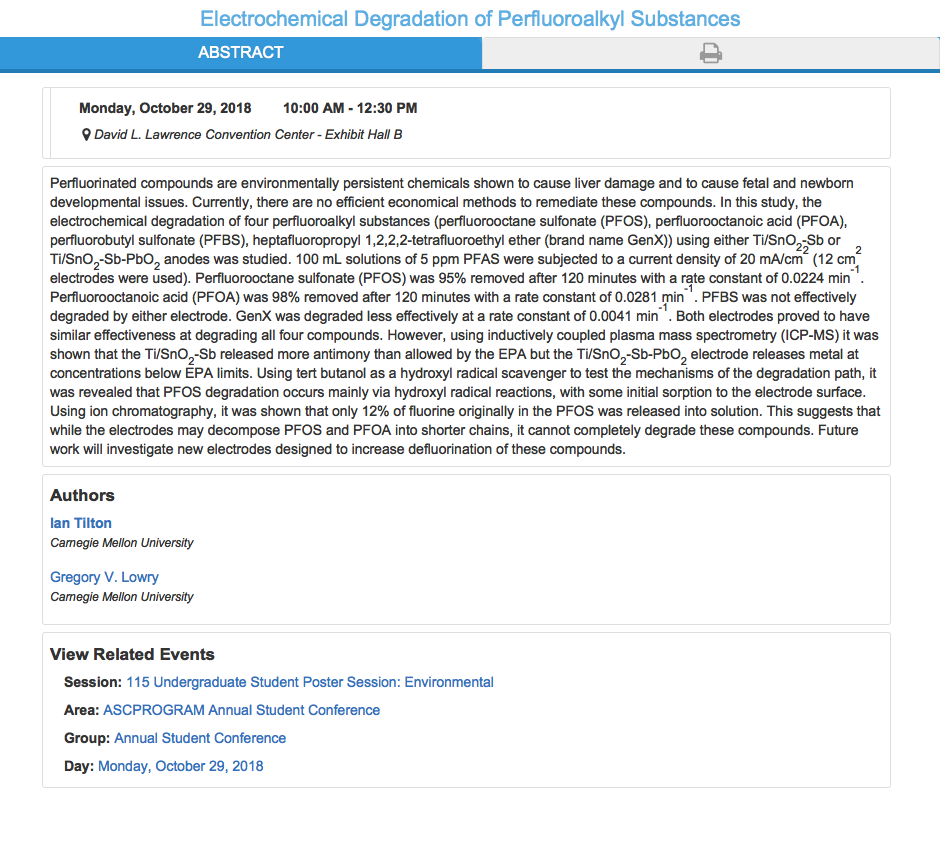 Electrochemical Degradation of Perfluoroalkyl Substances
ABSTRACT
Monday, October 29, 2018 10:00 AM - 12:30 PM
David L. Lawrence Convention Center - Exhibit Hall B
Perfluorinated compounds are environmentally persistent chemicals shown to cause liver damage and to cause fetal and newborn
developmental issues. Currently, there are no efficient economical methods to remediate these compounds. In this study, the
electrochemical degradation of four perfluoroalkyl substances (perfluorooctane sulfonate (PFOS), perfluorooctanoic acid (PFOA),
perfluorobutyl sulfonate (PFBS), heptafluoropropyl 1,2,2,2-tetrafluoroethyl ether (brand name GenX)) using either Ti/SnO₂-Sb or
Ti/SnO₂-Sb-PbO₂ anodes was studied. 100 mL solutions of 5 ppm PFAS were subjected to a current density of 20 mA/cm² (12 cm²
electrodes were used). Perfluorooctane sulfonate (PFOS) was 95% removed after 120 minutes with a rate constant of 0.0224 min⁻¹.
Perfluorooctanoic acid (PFOA) was 98% removed after 120 minutes with a rate constant of 0.0281 min⁻¹. PFBS was not effectively
degraded by either electrode. GenX was degraded less effectively at a rate constant of 0.0041 min⁻¹. Both electrodes proved to have
similar effectiveness at degrading all four compounds. However, using inductively coupled plasma mass spectrometry (ICP-MS) it was
shown that the Ti/SnO₂-Sb released more antimony than allowed by the EPA but the Ti/SnO₂-Sb-PbO₂ electrode releases metal at
concentrations below EPA limits. Using tert butanol as a hydroxyl radical scavenger to test the mechanisms of the degradation path, it
was revealed that PFOS degradation occurs mainly via hydroxyl radical reactions, with some initial sorption to the electrode surface.
Using ion chromatography, it was shown that only 12% of fluorine originally in the PFOS was released into solution. This suggests that
while the electrodes may decompose PFOS and PFOA into shorter chains, it cannot completely degrade these compounds. Future
work will investigate new electrodes designed to increase defluorination of these compounds.
Authors
Ian Tilton
Carnegie Mellon University
Gregory V. Lowry
Carnegie Mellon University
View Related Events
Session: 115 Undergraduate Student Poster Session: Environmental
Area: ASCPROGRAM Annual Student Conference
Group: Annual Student Conference
Day: Monday, October 29, 2018